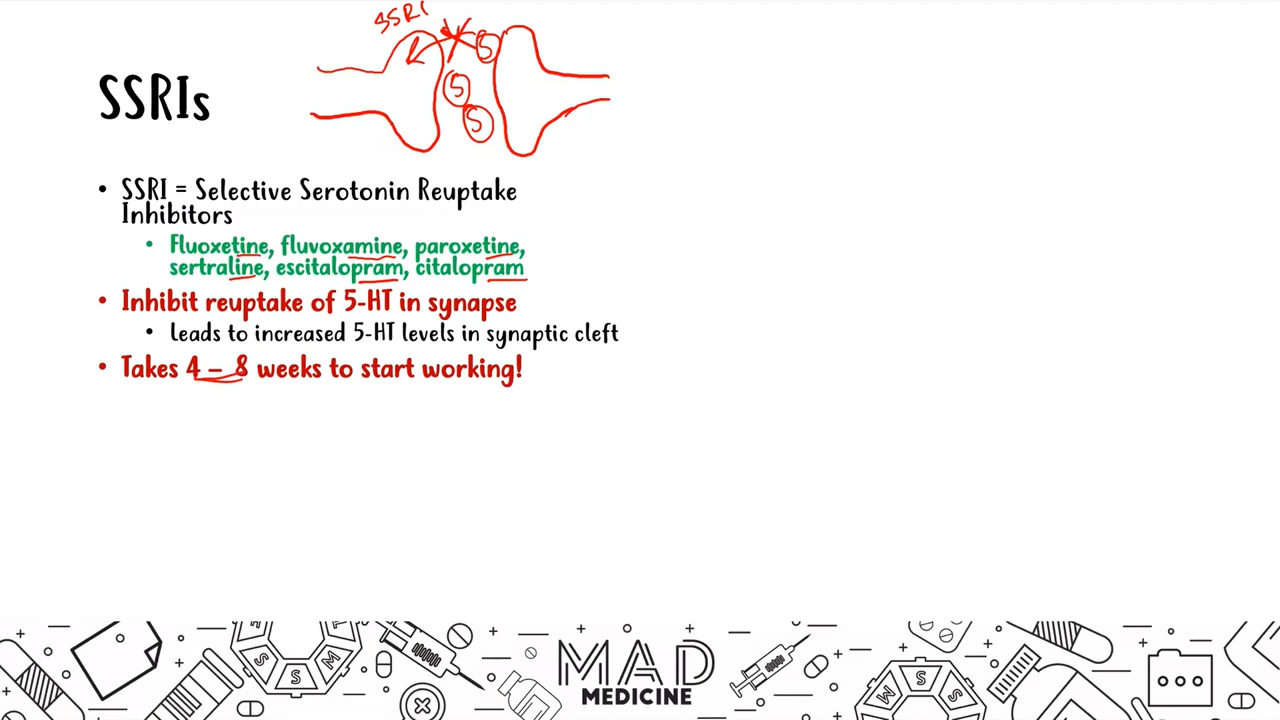 SSRI
S
S
S
SSRIs
• SSRI = Selective Serotonin Reuptake
Inhibitors
• Fluoxetine, fluvoxamine, paroxetine,
sertraline, escitalopram, citalopram
• Inhibit reuptake of 5-HT in synapse
• Leads to increased 5-HT levels in synaptic cleft
• Takes 4 – 8 weeks to start working!
S S M
S
M S S
MAD
MEDICINE